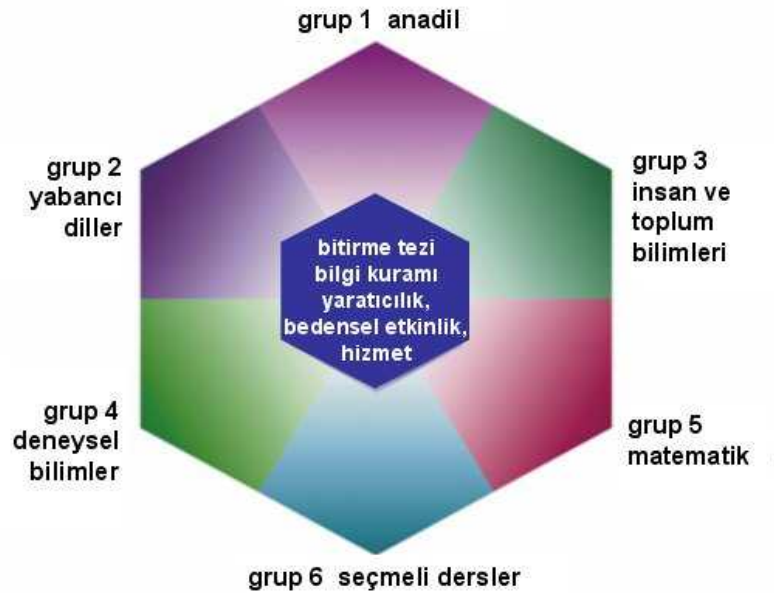 grup 1 anadil
grup 2
yabancı
diller
grup 3
insan ve
toplum
bilimleri
bitirme tezi
bilgi kuramı
yaratıcılık,
bedensel etkinlik,
hizmet
grup 4
deneysel
bilimler
grup 5
matematik
grup 6 seçmeli dersler